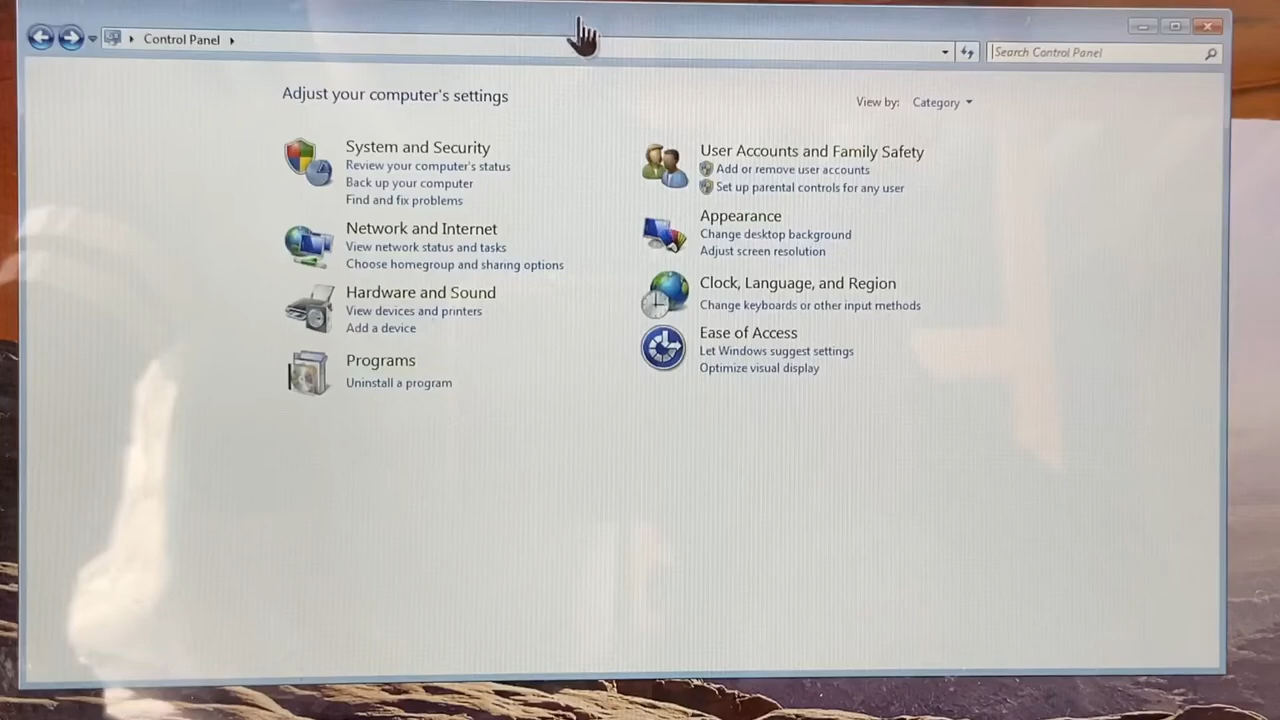 Control Panel
Search Control Panel
Adjust your computer's settings
View by: Category
System and Security
Review your computer's status
Back up your computer
Find and fix problems
Network and Internet
View network status and tasks
Choose homegroup and sharing options
Hardware and Sound
View devices and printers
Add a device
Programs
Uninstall a program
User Accounts and Family Safety
Add or remove user accounts
Set up parental controls for any user
Appearance
Change desktop background
Adjust screen resolution
Clock, Language, and Region
Change keyboards or other input methods
Ease of Access
Let Windows suggest settings
Optimize visual display